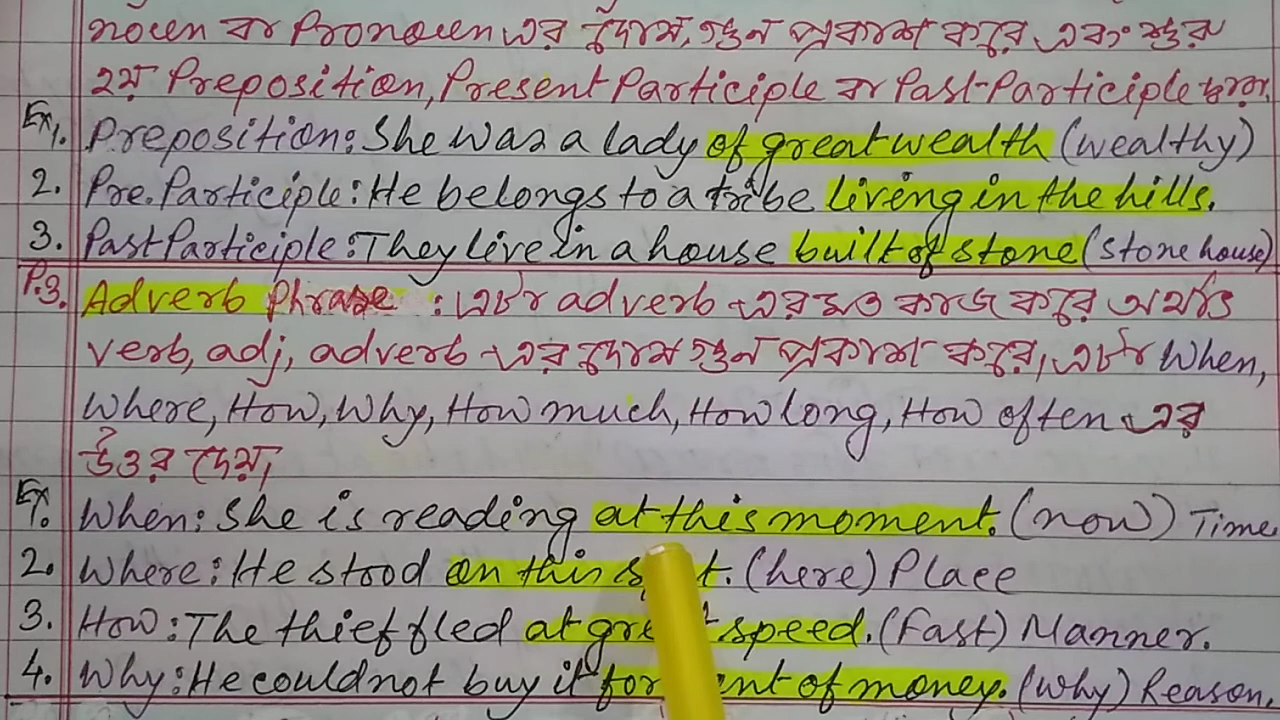 noun বা Pronoun এর দোষ, গুন প্রকাশ করে এবং শুরু
হয় Preposition, Present Participle বা Past-Participle দ্বারা,
Ex 1. Preposition: She was a lady of great wealth (wealthy)
2. Pre. Participle: He belongs to a tribe living in the hills.
3. Past Participle: They live in a house built of stone (stone house)
P.3. Adverb Phrase : এটি adverb -এর মত কাজ করে অর্থাৎ
verb, adj, adverb -এর দোষ গুন প্রকাশ করে, এটি When,
Where, How, Why, How much, How long, How often এর
উত্তর দেয়,
Ex 1. When: She is reading at this moment. (now) Time
2. Where: He stood on this (here) Place
3. How: The thief fled at speed. (Fast) Manner.
4. Why: He could not buy it for of money. (Why) Reason.